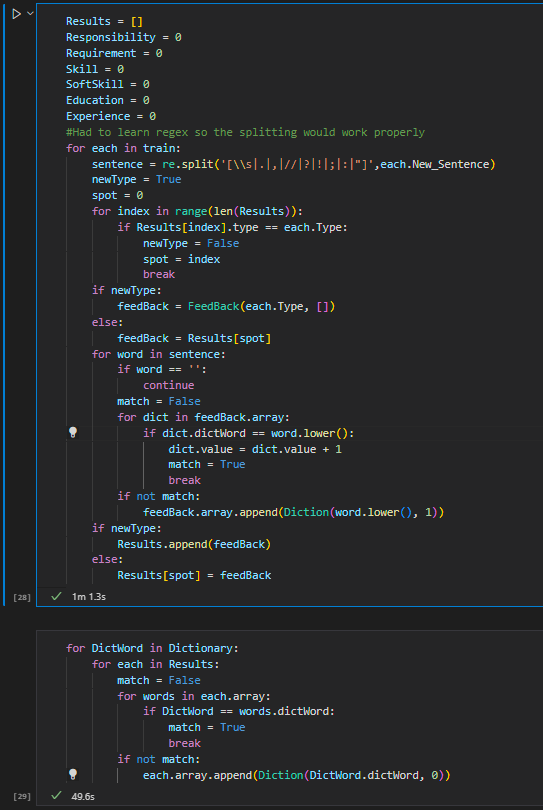 Results = []
Responsibility = 0
Requirement = 0
Skill = 0
SoftSkill = 0
Education = 0
Experience = 0
#Had to learn regex so the splitting would work properly
for each in train:
    sentence = re.split('[\\s|.|,|//|?|!|;|:|"]',each.New_Sentence)
    newType = True
    spot = 0
    for index in range(len(Results)):
        if Results[index].type == each.Type:
            newType = False
            spot = index
            break
    if newType:
        feedBack = FeedBack(each.Type, [])
    else:
        feedBack = Results[spot]
    for word in sentence:
        if word == '':
            continue
        match = False
        for dict in feedBack.array:
            if dict.dictWord == word.lower():
                dict.value = dict.value + 1
                match = True
                break
        if not match:
            feedBack.array.append(Diction(word.lower(), 1))
    if newType:
        Results.append(feedBack)
    else:
        Results[spot] = feedBack
[28] 1m 1.3s
for DictWord in Dictionary:
    for each in Results:
        match = False
        for words in each.array:
            if DictWord == words.dictWord:
                match = True
                break
        if not match:
            each.array.append(Diction(DictWord.dictWord, 0))
[29] 49.6s